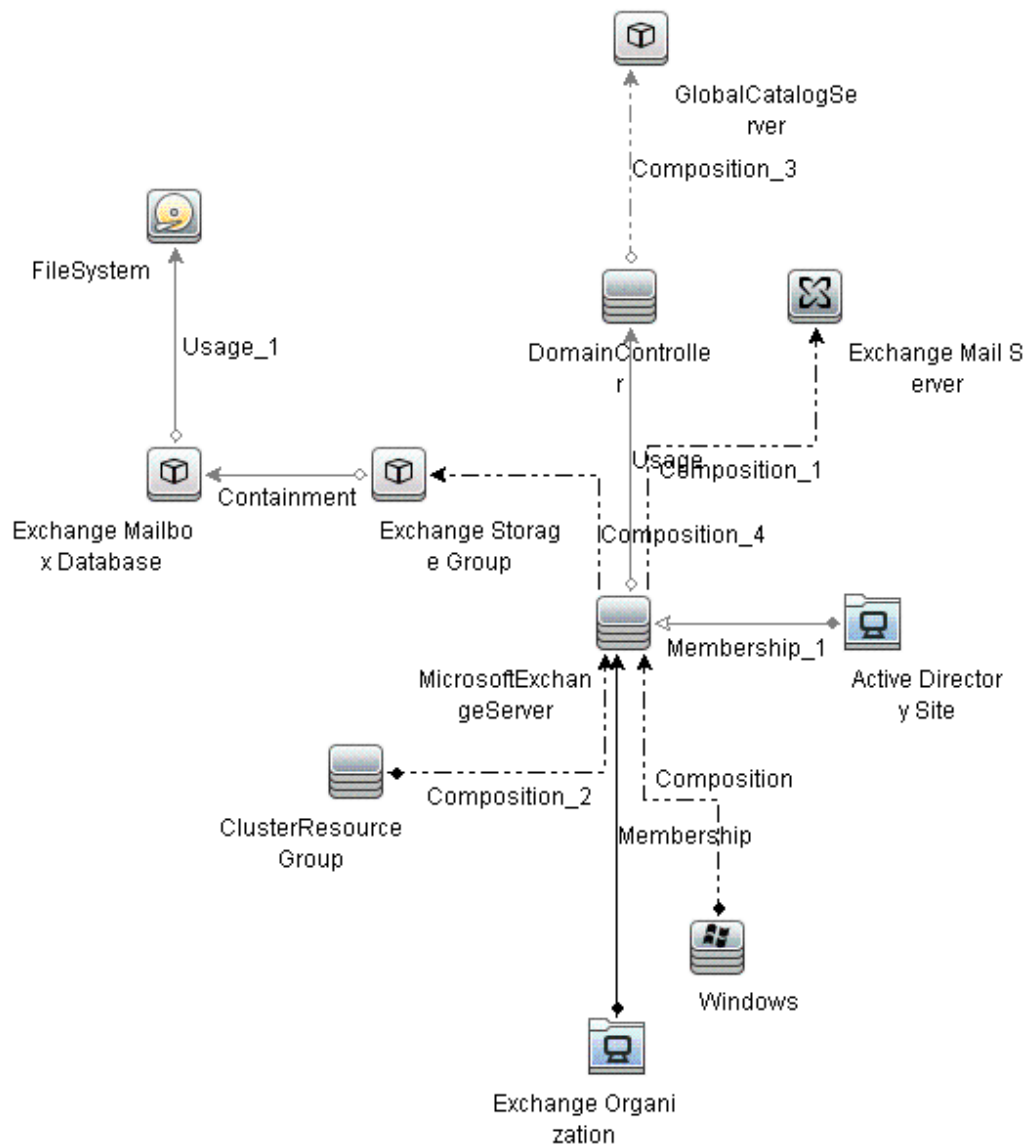 GlobalCatalogSe
rver
Composition_3
FileSystem
Usage_1
DomainControlle
r
Exchange Mail S
erver
Usage
Composition_1
Containment
Exchange Mailbo
x Database
Exchange Storag
e Group
Composition_4
Membership_1
MicrosoftExchan
geServer
Active Director
y Site
Composition
Composition_2
ClusterResource
Group
Membership
Windows
Exchange Organi
zation